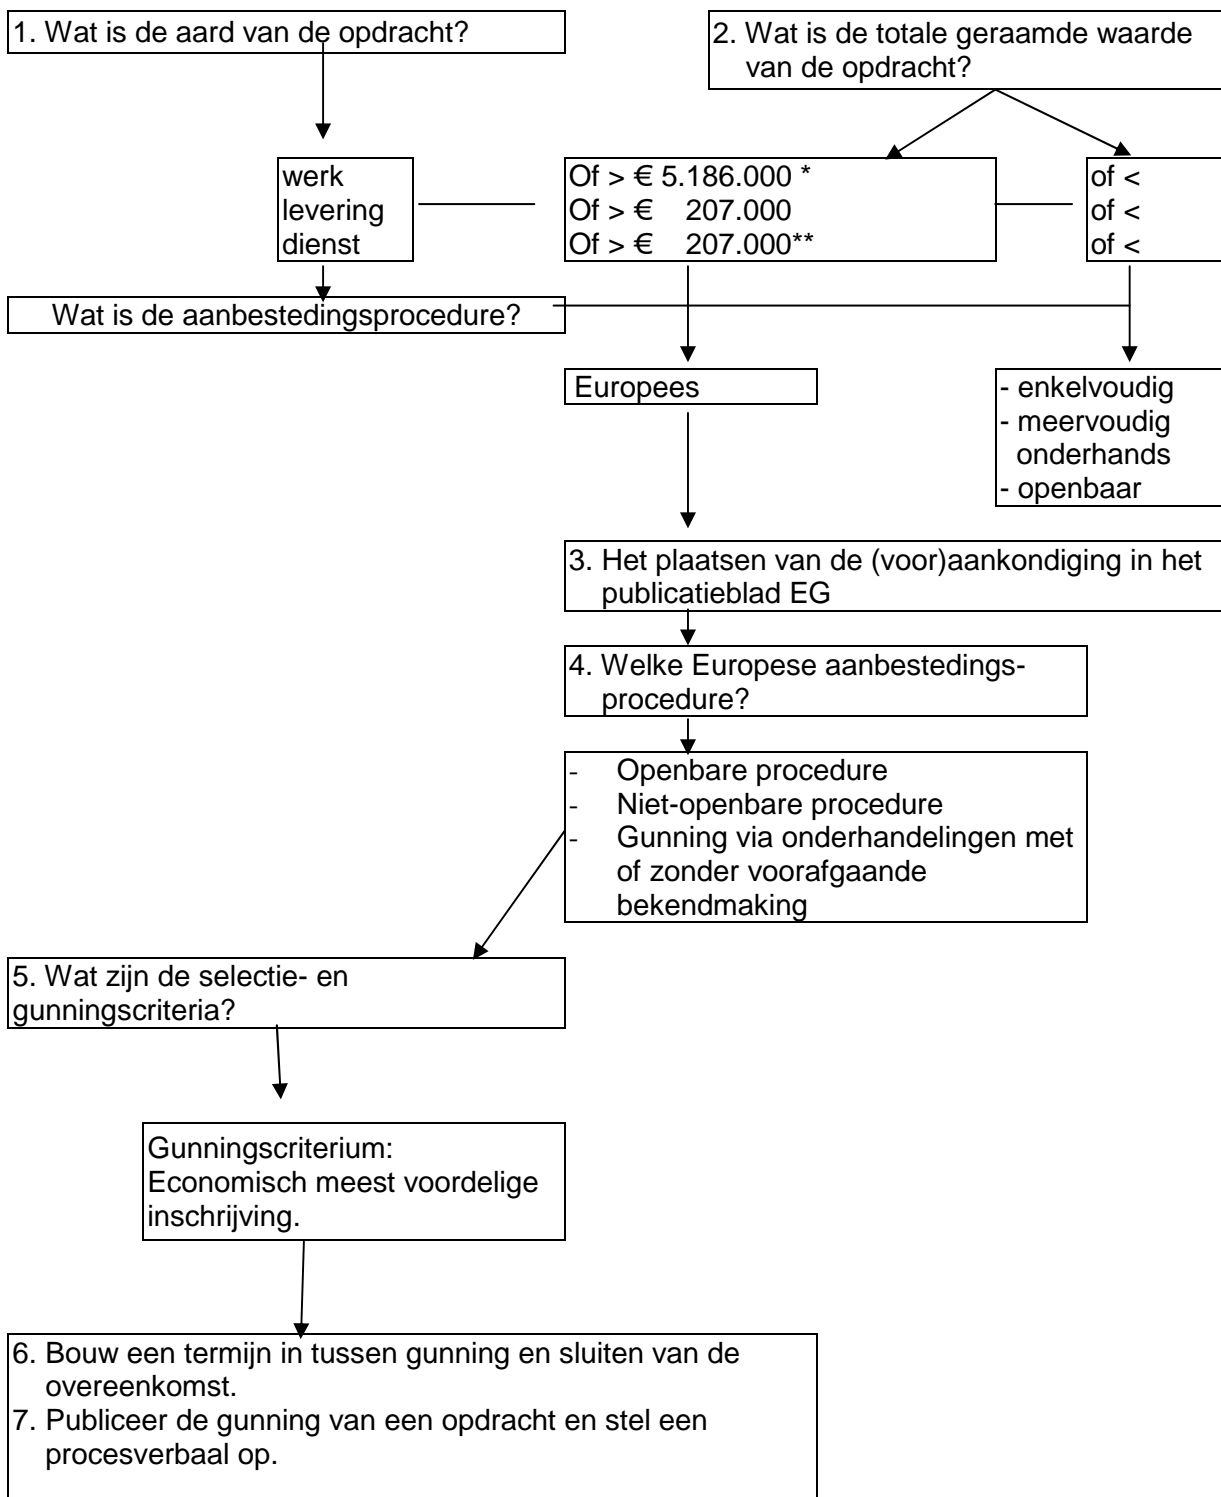 1. Wat is de aard van de opdracht?
2. Wat is de totale geraamde waarde
van de opdracht?
werk
levering
dienst
Of > € 5.186.000 *
Of > € 207.000
Of > € 207.000**
of <
of <
of <
Wat is de aanbestedingsprocedure?
Europees
- enkelvoudig
- meervoudig
onderhands
- openbaar
3. Het plaatsen van de (voor)aankondiging in het
publicatieblad EG
4. Welke Europese aanbestedings-
procedure?
- Openbare procedure
- Niet-openbare procedure
- Gunning via onderhandelingen met
of zonder voorafgaande
bekendmaking
5. Wat zijn de selectie- en
gunningscriteria?
Gunningscriterium:
Economisch meest voordelige
inschrijving.
6. Bouw een termijn in tussen gunning en sluiten van de
overeenkomst.
7. Publiceer de gunning van een opdracht en stel een
procesverbaal op.